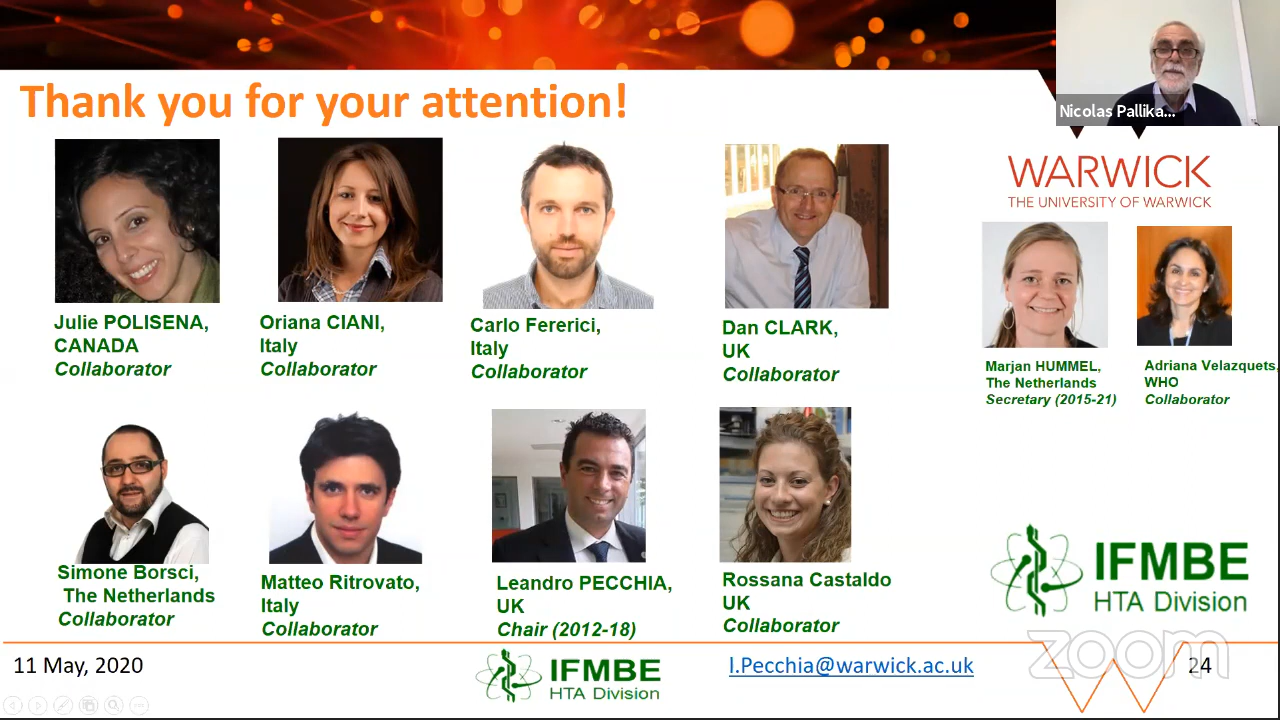 Thank you for your attention!
Nicolas Pallika...
WARWICK
THE UNIVERSITY OF WARWICK
Julie POLISENA,
CANADA
Collaborator
Oriana CIANI,
Italy
Collaborator
Carlo Fererici,
Italy
Collaborator
Dan CLARK,
UK
Collaborator
Marjan HUMMEL,
The Netherlands
Secretary (2015-21)
Adriana Velazquets,
WHO
Collaborator
Simone Borsci,
The Netherlands
Collaborator
Matteo Ritrovato,
Italy
Collaborator
Leandro PECCHIA,
UK
Chair (2012-18)
Rossana Castaldo
UK
Collaborator
IFMBE
HTA Division
11 May, 2020
IFMBE
HTA Division
l.Pecchia@warwick.ac.uk
zoom
24